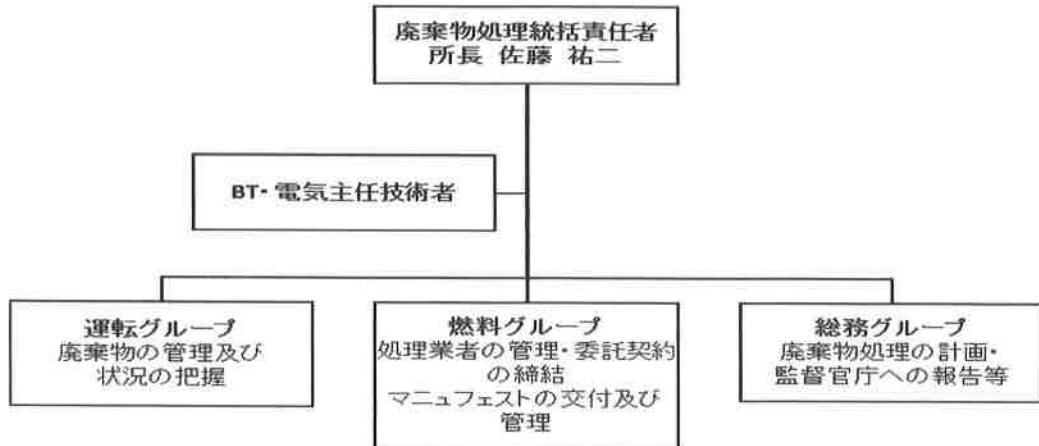 廃棄物処理統括責任者
所長 佐藤 祐二
BT・電気主任技術者
運転グループ
廃棄物の管理及び
状況の把握
燃料グループ
処理業者の管理・委託契約
の締結
マニュフェストの交付及び
管理
総務グループ
廃棄物処理の計画・
監督官庁への報告等